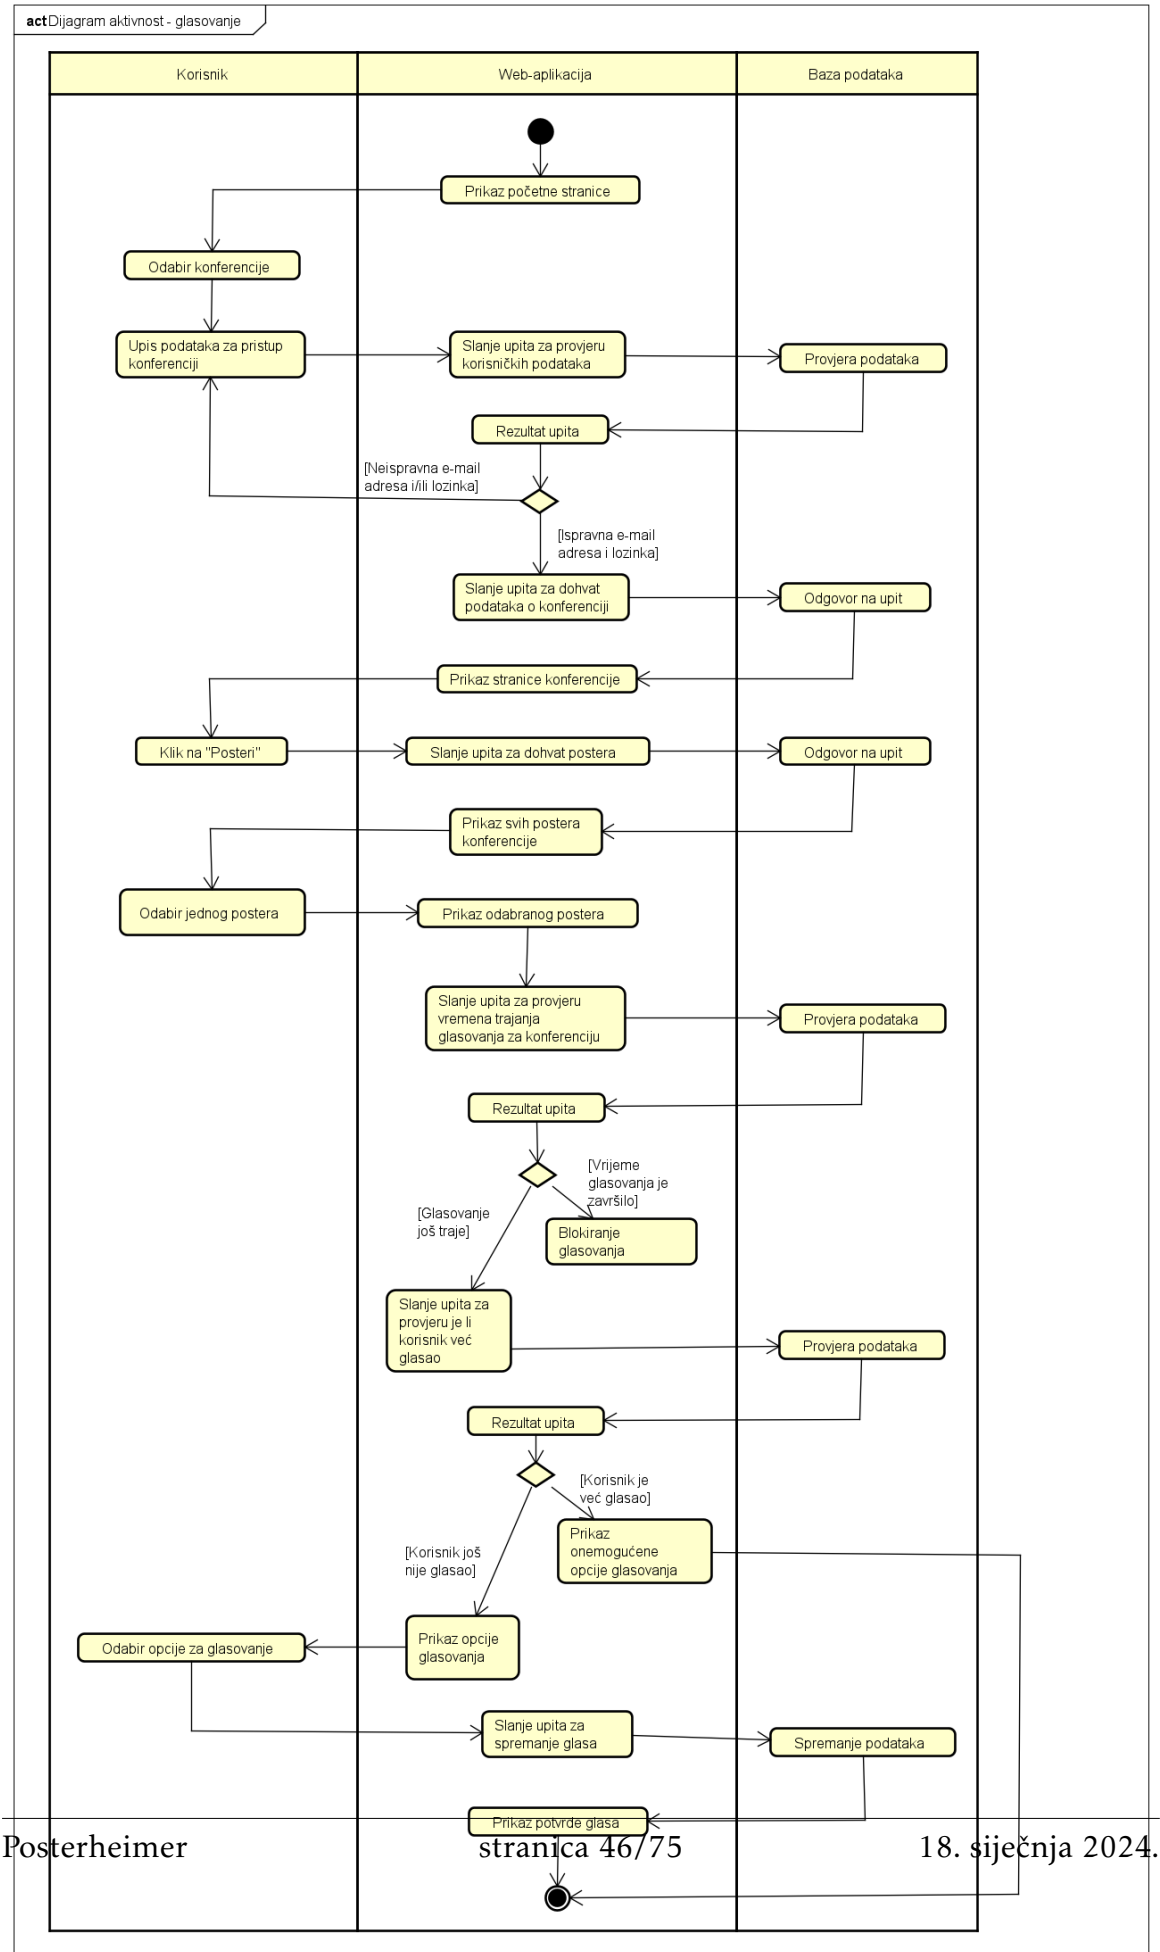 act Dijagram aktivnost - glasovanje
Korisnik
Web-aplikacija
Baza podataka
Prikaz početne stranice
Odabir konferencije
Upis podataka za pristup
konferenciji
Slanje upita za provjeru
korisničkih podataka
Provjera podataka
Rezultat upita
[Neispravna e-mail
adresa i/ili lozinka]
[Ispravna e-mail
adresa i lozinka]
Slanje upita za dohvat
podataka o konferenciji
Odgovor na upit
Prikaz stranice konferencije
Klik na "Posteri"
Slanje upita za dohvat postera
Odgovor na upit
Prikaz svih postera
konferencije
Odabir jednog postera
Prikaz odabranog postera
Slanje upita za provjeru
vremena trajanja
glasovanja za konferenciju
Provjera podataka
Rezultat upita
[Vrijeme
glasovanja je
završilo]
[Glasovanje
još traje]
Blokiranje
glasovanja
Slanje upita za
provjeru je li
korisnik već
glasao
Provjera podataka
Rezultat upita
[Korisnik je
već glasao]
Prikaz
onemogućene
opcije glasovanja
[Korisnik još
nije glasao]
Prikaz opcije
glasovanja
Odabir opcije za glasovanje
Slanje upita za
spremanje glasa
Spremanje podataka
Prikaz potvrde glasa
Posterheimer
stranica 46/75
18. siječnja 2024.